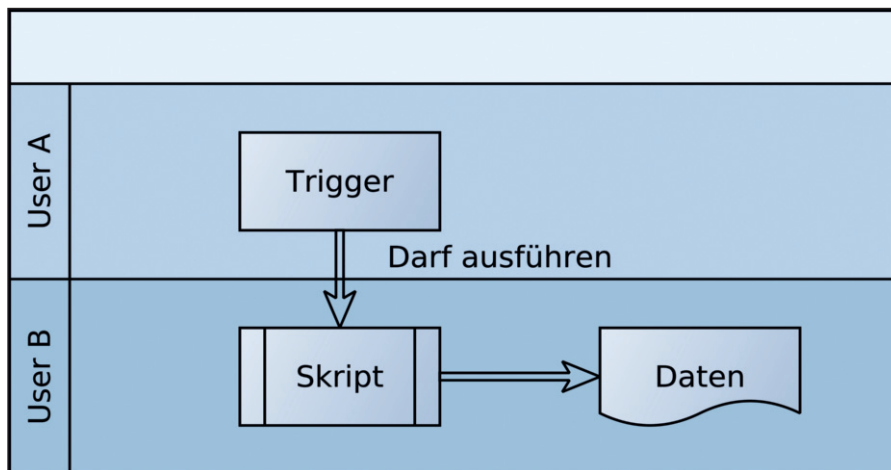 User A
Trigger
Darf ausführen
User B
Skript
Daten